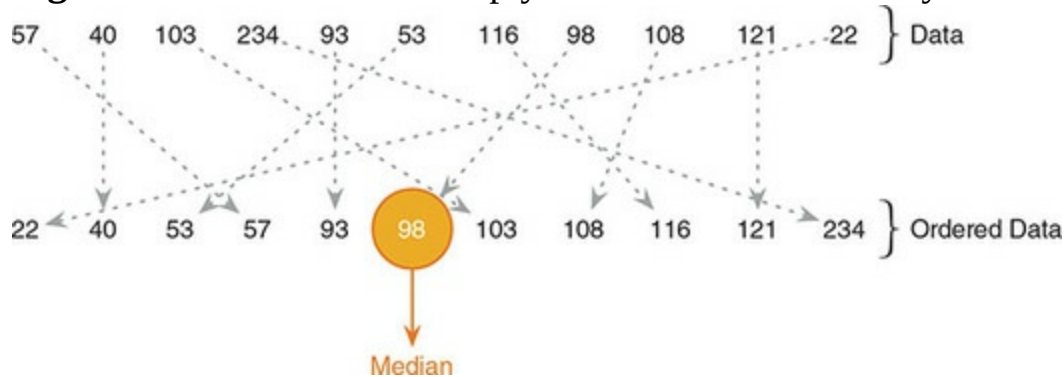 57 40 103 234 93 53 116 98 108 121 22 Data
22 40 53 57 93 98 103 108 116 121 234 Ordered Data
Median